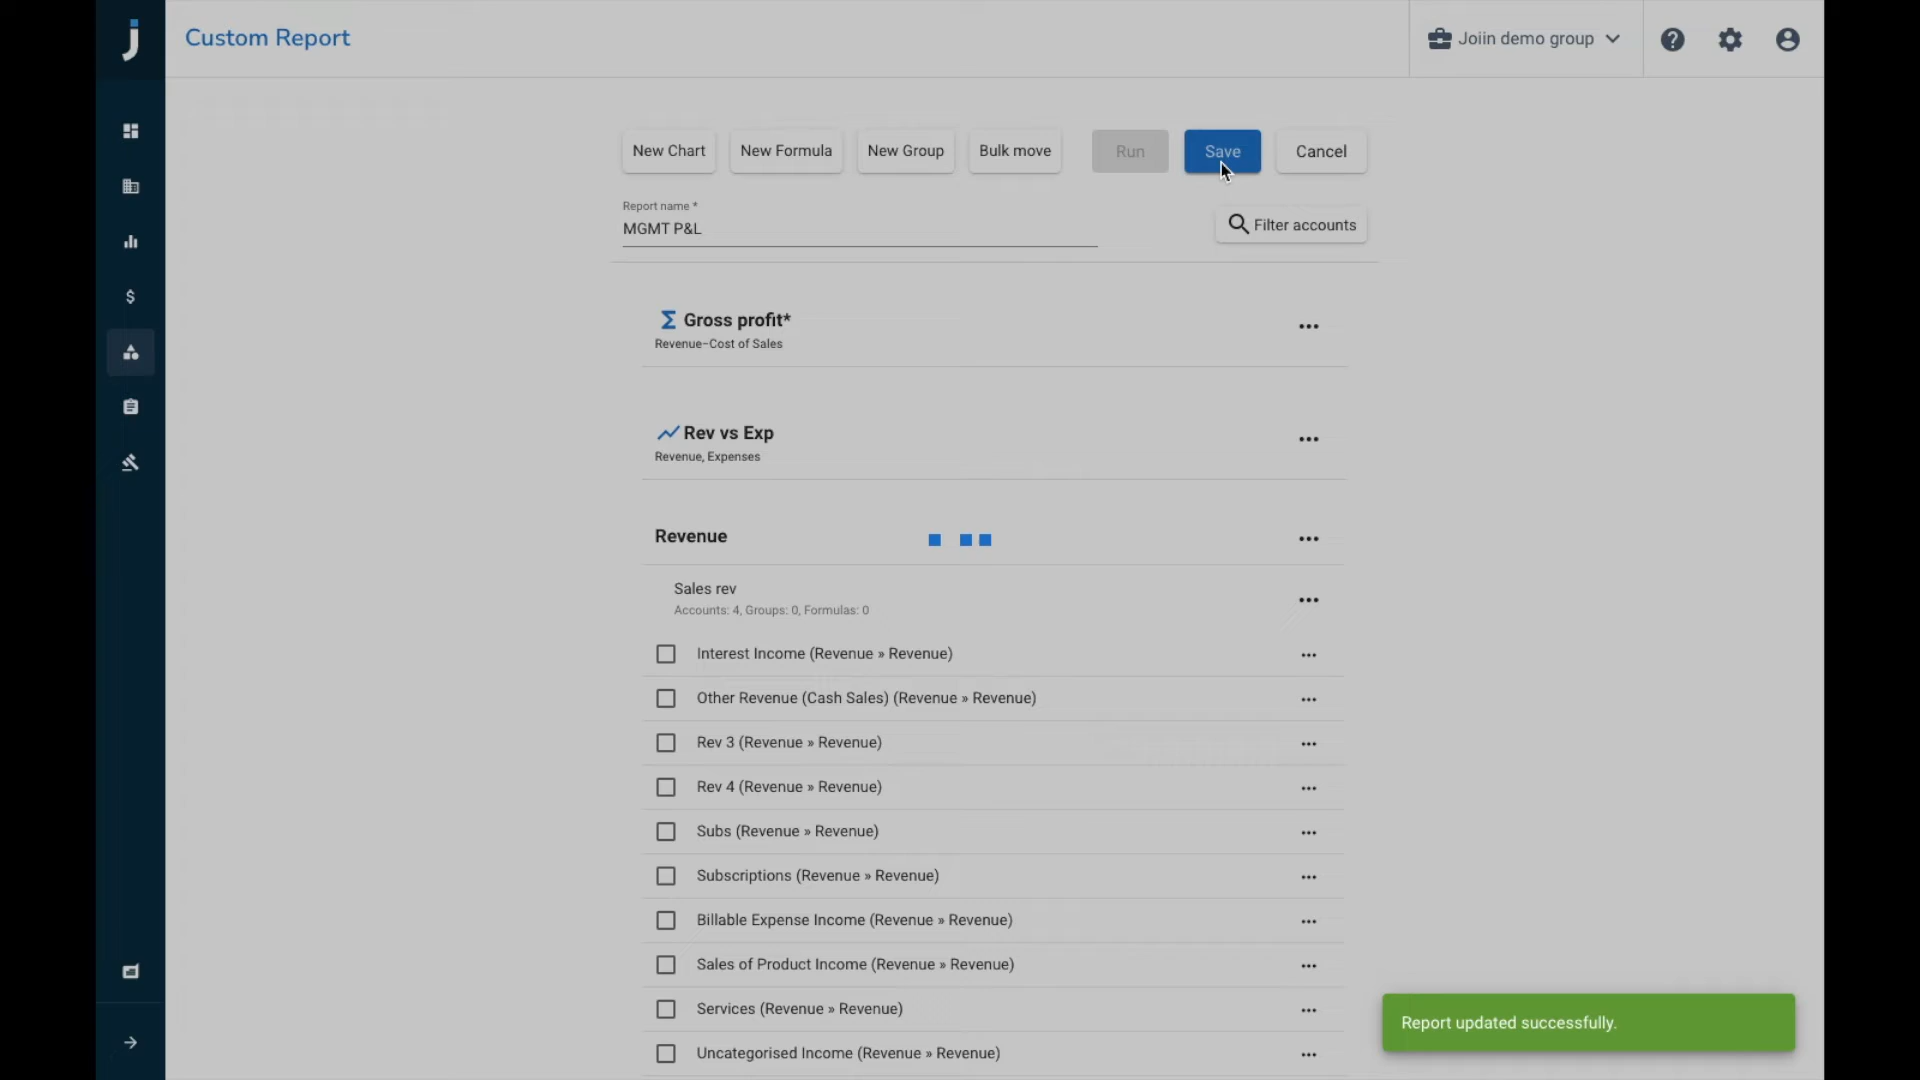 Custom Report
Joiin demo group
New Chart
New Formula
New Group
Bulk move
Run
Save
Cancel
Report name *
MGMT P&L
Filter accounts
Gross profit*
Revenue−Cost of Sales
Rev vs Exp
Revenue, Expenses
Revenue
Sales rev
Accounts: 4, Groups: 0, Formulas: 0
Interest Income (Revenue » Revenue)
Other Revenue (Cash Sales) (Revenue » Revenue)
Rev 3 (Revenue » Revenue)
Rev 4 (Revenue » Revenue)
Subs (Revenue » Revenue)
Subscriptions (Revenue » Revenue)
Billable Expense Income (Revenue » Revenue)
Sales of Product Income (Revenue » Revenue)
Services (Revenue » Revenue)
Uncategorised Income (Revenue » Revenue)
Report updated successfully.